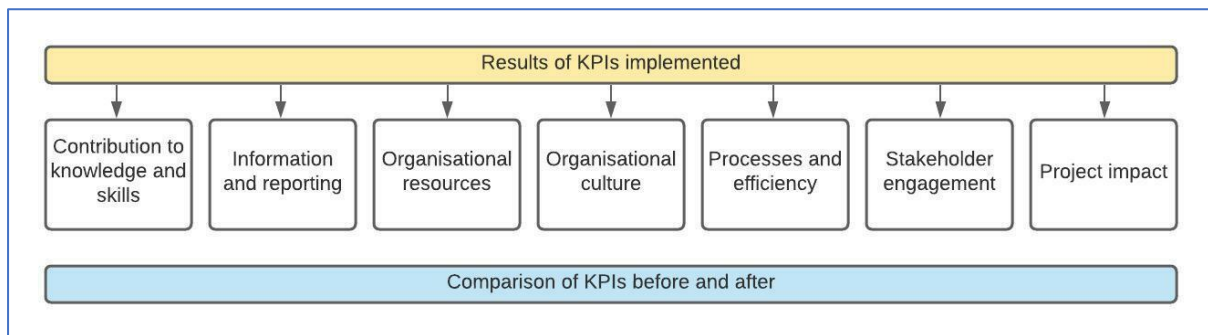 Results of KPIs implemented
Contribution to
knowledge and
skills
Information
and reporting
Organisational
resources
Organisational
culture
Processes and
efficiency
Stakeholder
engagement
Project impact
Comparison of KPIs before and after